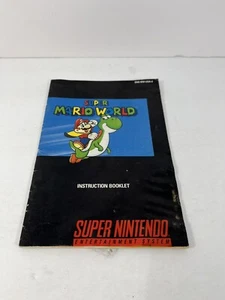 SUPER
MARIO WORLD
INSTRUCTION BOOKLET
SUPER NINTENDO
ENTERTAINMENT SYSTEM